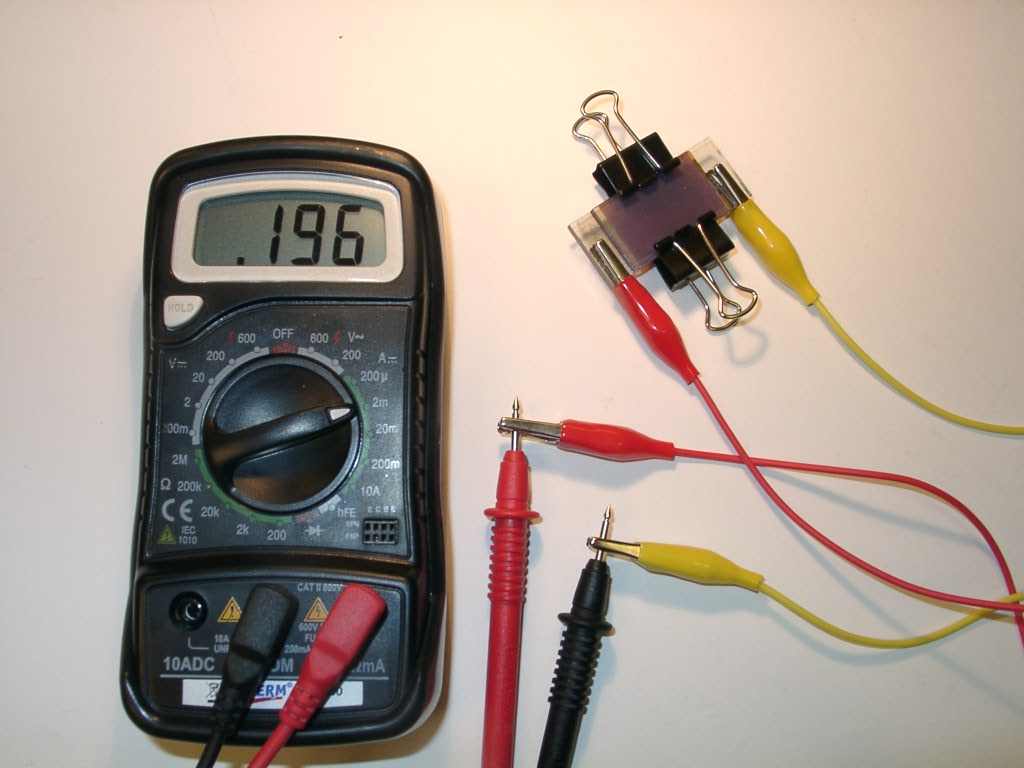 .196
HOLD
600 OFF 600 V~
200 200
V⎓ A⎓
20 200µ
2 2m
200m 20m
2M 200m
Ω 200k 10A
20k hFE
2k 200
CE
IEC
1010
E C B E
NPN
PNP
CAT II 600V
600V
10A
200mA
10ADC ΩmA